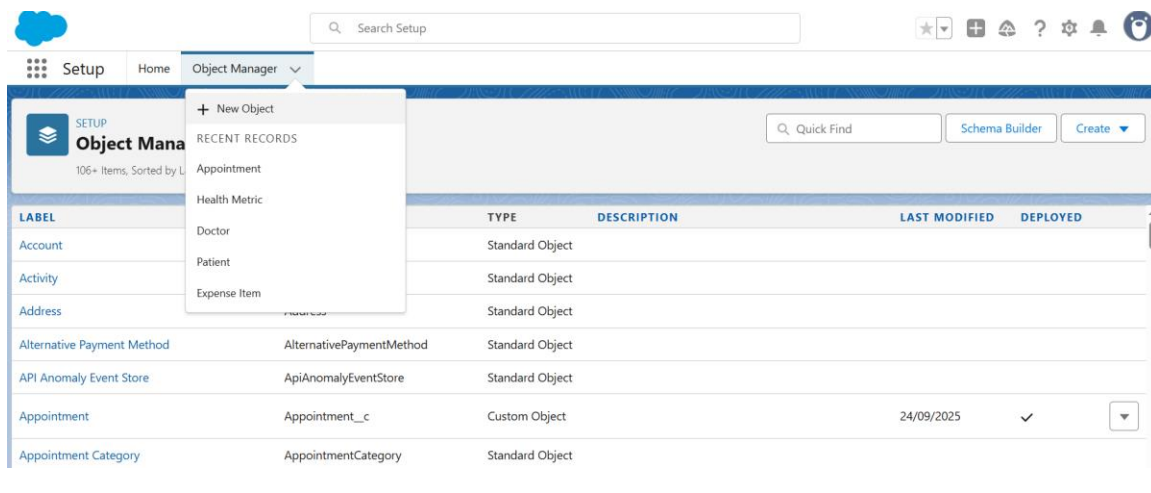 Search Setup
Setup Home Object Manager
+ New Object
RECENT RECORDS
Appointment
Health Metric
Doctor
Patient
Expense Item
SETUP
Object Mana
106+ Items, Sorted by L
Quick Find
Schema Builder
Create
LABEL TYPE DESCRIPTION LAST MODIFIED DEPLOYED
Account Standard Object
Activity Standard Object
Address Address Standard Object
Alternative Payment Method AlternativePaymentMethod Standard Object
API Anomaly Event Store ApiAnomalyEventStore Standard Object
Appointment Appointment__c Custom Object 24/09/2025
Appointment Category AppointmentCategory Standard Object